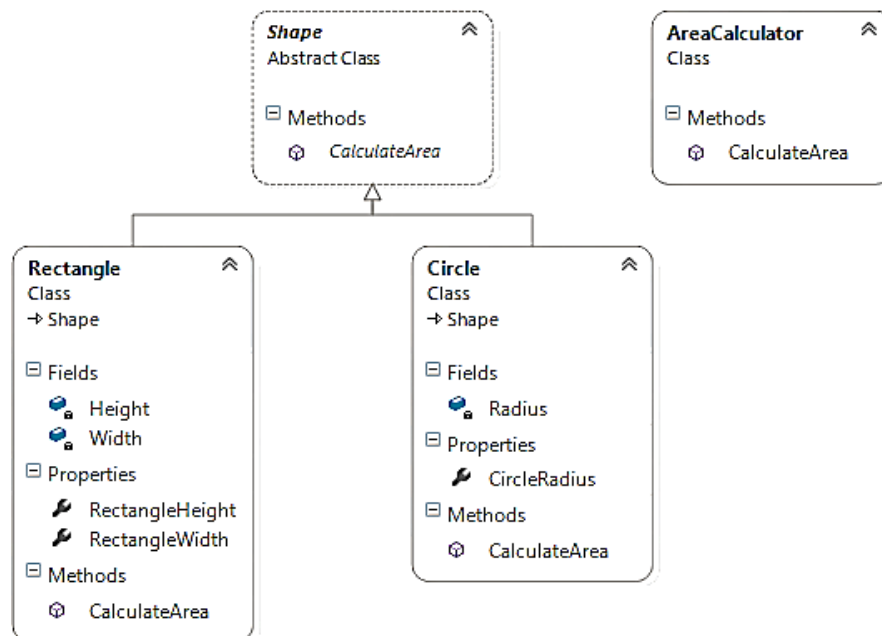 Shape
Abstract Class
Methods
CalculateArea
AreaCalculator
Class
Methods
CalculateArea
Rectangle
Class
Shape
Fields
Height
Width
Properties
RectangleHeight
RectangleWidth
Methods
CalculateArea
Circle
Class
Shape
Fields
Radius
Properties
CircleRadius
Methods
CalculateArea